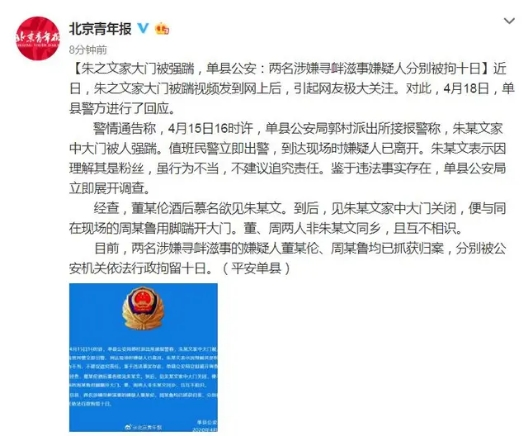 北京青年报
8分钟前
【朱之文家大门被强踹，单县公安：两名涉嫌寻衅滋事嫌疑人分别被拘十日】近
日，朱之文家大门被踹视频发到网上后，引起网友极大关注。对此，4月18日，单
县警方进行了回应。
警情通告称，4月15日16时许，单县公安局郭村派出所接报警称，朱某文家
中大门被人强踹。值班民警立即出警，到达现场时嫌疑人已离开。朱某文表示因
理解其是粉丝，虽行为不当，不建议追究责任。鉴于违法事实存在，单县公安局
立即展开调查。
经查，董某伦酒后慕名欲见朱某文。到后，见朱某文家中大门关闭，便与同
在现场的周某鲁用脚踹开大门。董、周两人非朱某文同乡，且互不相识。
目前，两名涉嫌寻衅滋事的嫌疑人董某伦、周某鲁均已抓获归案，分别被公
安机关依法行政拘留十日。（平安单县）